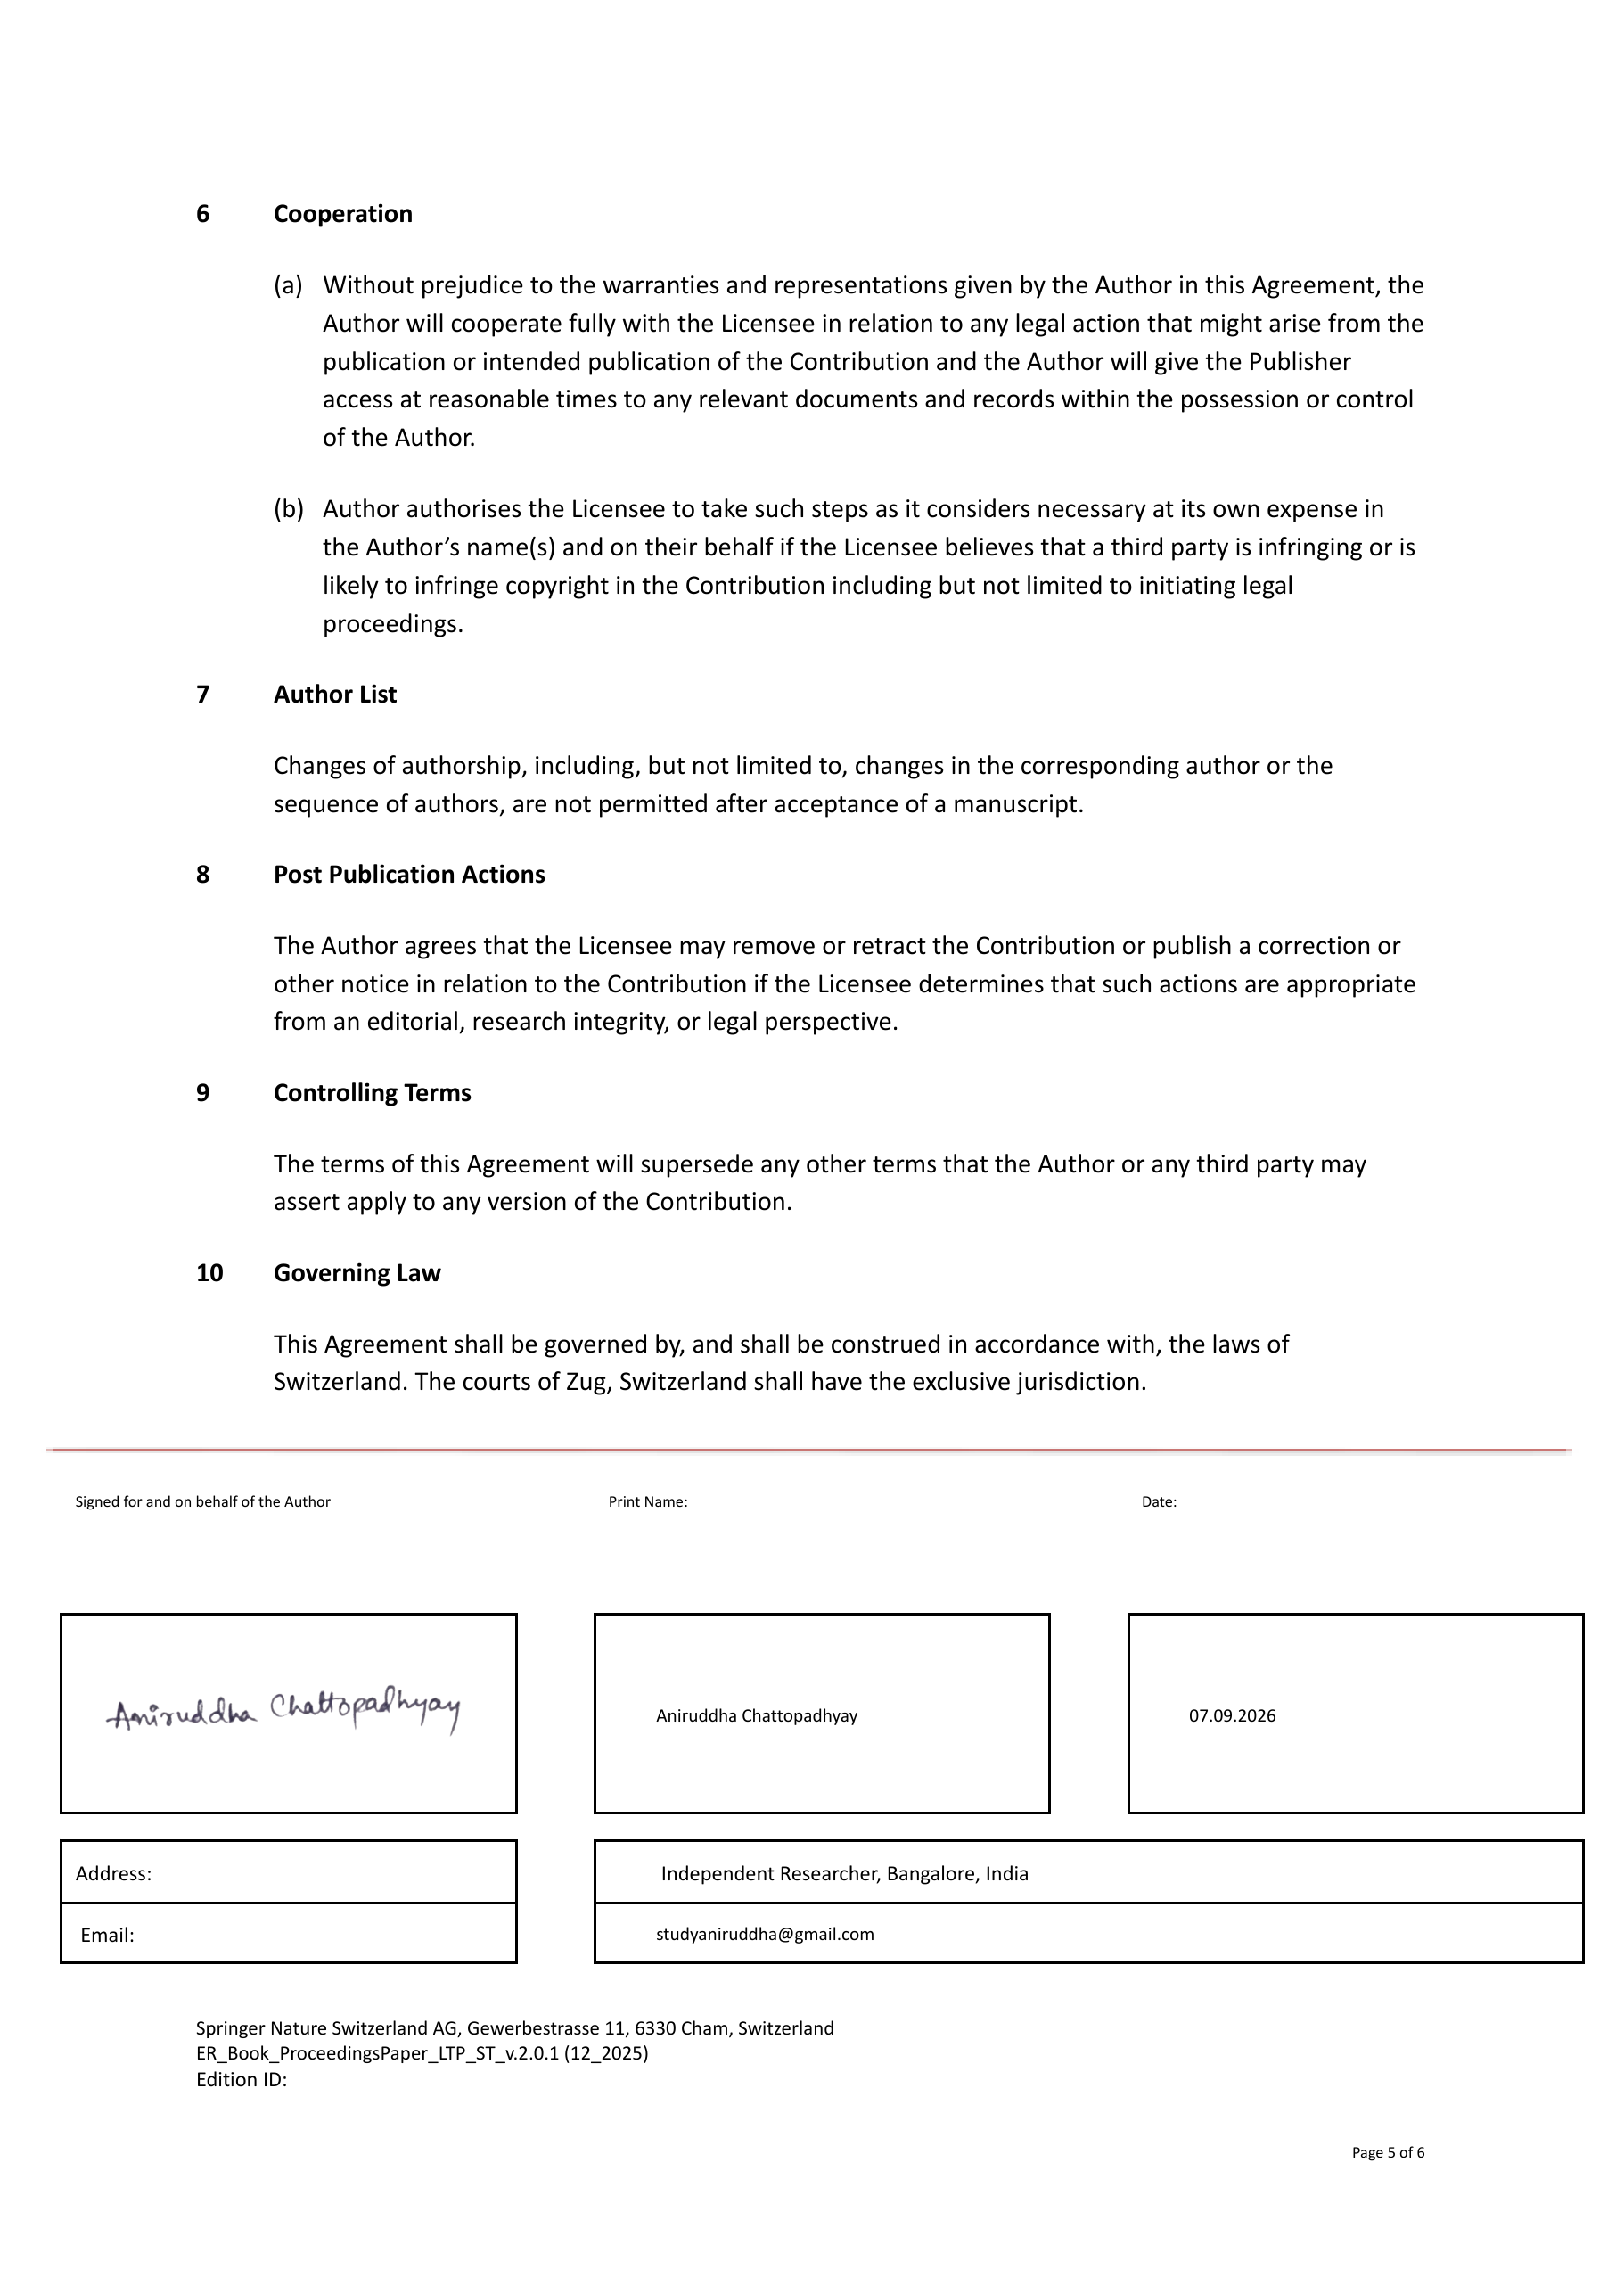 6 Cooperation
(a) Without prejudice to the warranties and representations given by the Author in this Agreement, the
Author will cooperate fully with the Licensee in relation to any legal action that might arise from the
publication or intended publication of the Contribution and the Author will give the Publisher
access at reasonable times to any relevant documents and records within the possession or control
of the Author.
(b) Author authorises the Licensee to take such steps as it considers necessary at its own expense in
the Author’s name(s) and on their behalf if the Licensee believes that a third party is infringing or is
likely to infringe copyright in the Contribution including but not limited to initiating legal
proceedings.
7 Author List
Changes of authorship, including, but not limited to, changes in the corresponding author or the
sequence of authors, are not permitted after acceptance of a manuscript.
8 Post Publication Actions
The Author agrees that the Licensee may remove or retract the Contribution or publish a correction or
other notice in relation to the Contribution if the Licensee determines that such actions are appropriate
from an editorial, research integrity, or legal perspective.
9 Controlling Terms
The terms of this Agreement will supersede any other terms that the Author or any third party may
assert apply to any version of the Contribution.
10 Governing Law
This Agreement shall be governed by, and shall be construed in accordance with, the laws of
Switzerland. The courts of Zug, Switzerland shall have the exclusive jurisdiction.
Signed for and on behalf of the Author Print Name: Date:
Aniruddha Chattopadhyay Aniruddha Chattopadhyay 07.09.2026
Address: Independent Researcher, Bangalore, India
Email: studyaniruddha@gmail.com
Springer Nature Switzerland AG, Gewerbestrasse 11, 6330 Cham, Switzerland
ER_Book_ProceedingsPaper_LTP_ST_v.2.0.1 (12_2025)
Edition ID:
Page 5 of 6